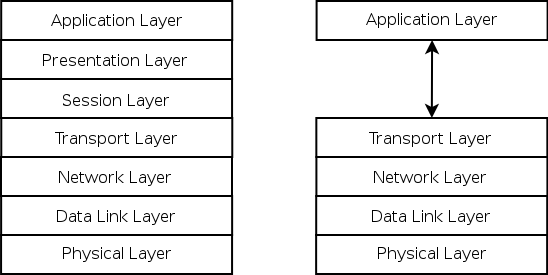 Application Layer
Presentation Layer
Session Layer
Transport Layer
Network Layer
Data Link Layer
Physical Layer
Application Layer
Transport Layer
Network Layer
Data Link Layer
Physical Layer